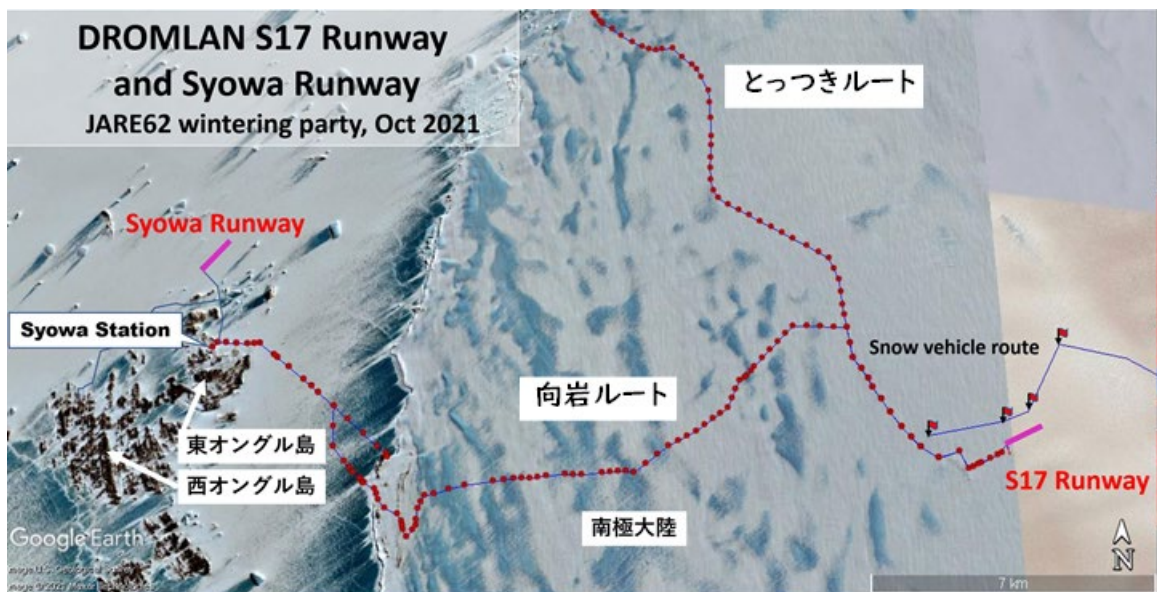 DROMLAN S17 Runway
and Syowa Runway
JARE62 wintering party, Oct 2021
とっつきルート
Syowa Runway
Syowa Station
Snow vehicle route
向岩ルート
東オングル島
西オングル島
S17 Runway
南極大陸
Google Earth
N
7 km